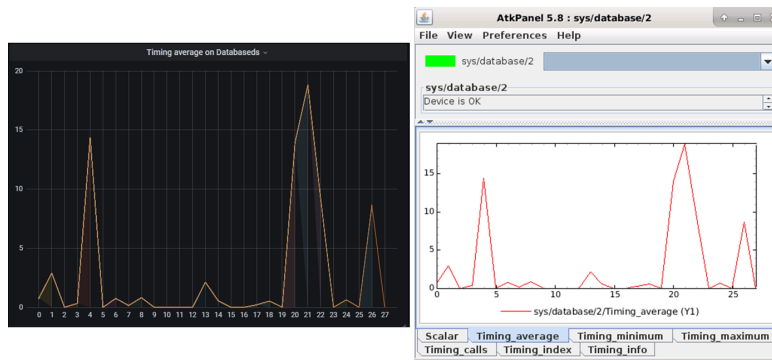 Timing average on Databaseds
20
15
10
5
0
0 1 2 3 4 5 6 7 8 9 10 11 12 13 14 15 16 17 18 19 20 21 22 23 24 25 26 27
AtkPanel 5.8 : sys/database/2
File View Preferences Help
sys/database/2
sys/database/2
Device is OK
15
10
5
0
0 5 10 15 20 25
sys/database/2/Timing_average (Y1)
Scalar Timing_average Timing_minimum Timing_maximum
Timing_calls Timing_index Timing_info